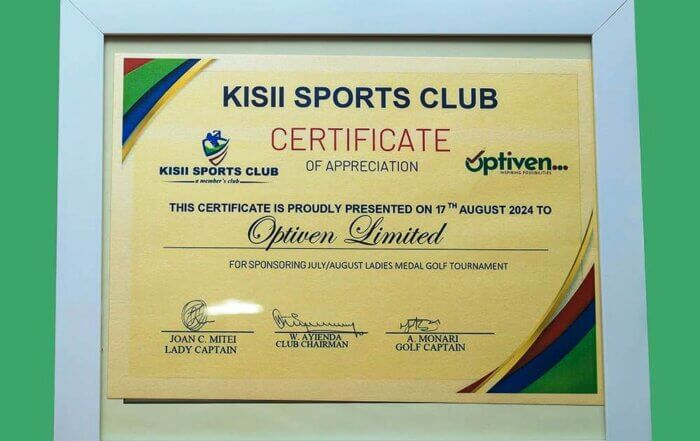 KISII SPORTS CLUB
CERTIFICATE
OF APPRECIATION
KISII SPORTS CLUB
a member's club
Optiven...
INSPIRING POSSIBILITIES
THIS CERTIFICATE IS PROUDLY PRESENTED ON 17TH AUGUST 2024 TO
Optiven Limited
FOR SPONSORING JULY/AUGUST LADIES MEDAL GOLF TOURNAMENT
JOAN C. MITEI
LADY CAPTAIN
W. AYIENDA
CLUB CHAIRMAN
A. MONARI
GOLF CAPTAIN